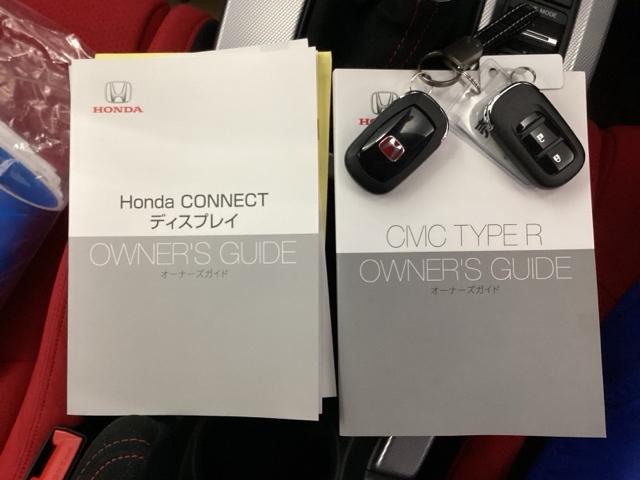 HONDA
Honda CONNECT
ディスプレイ
OWNER'S GUIDE
オーナーズガイド
CIVIC TYPE R
OWNER'S GUIDE
オーナーズガイド
MODE